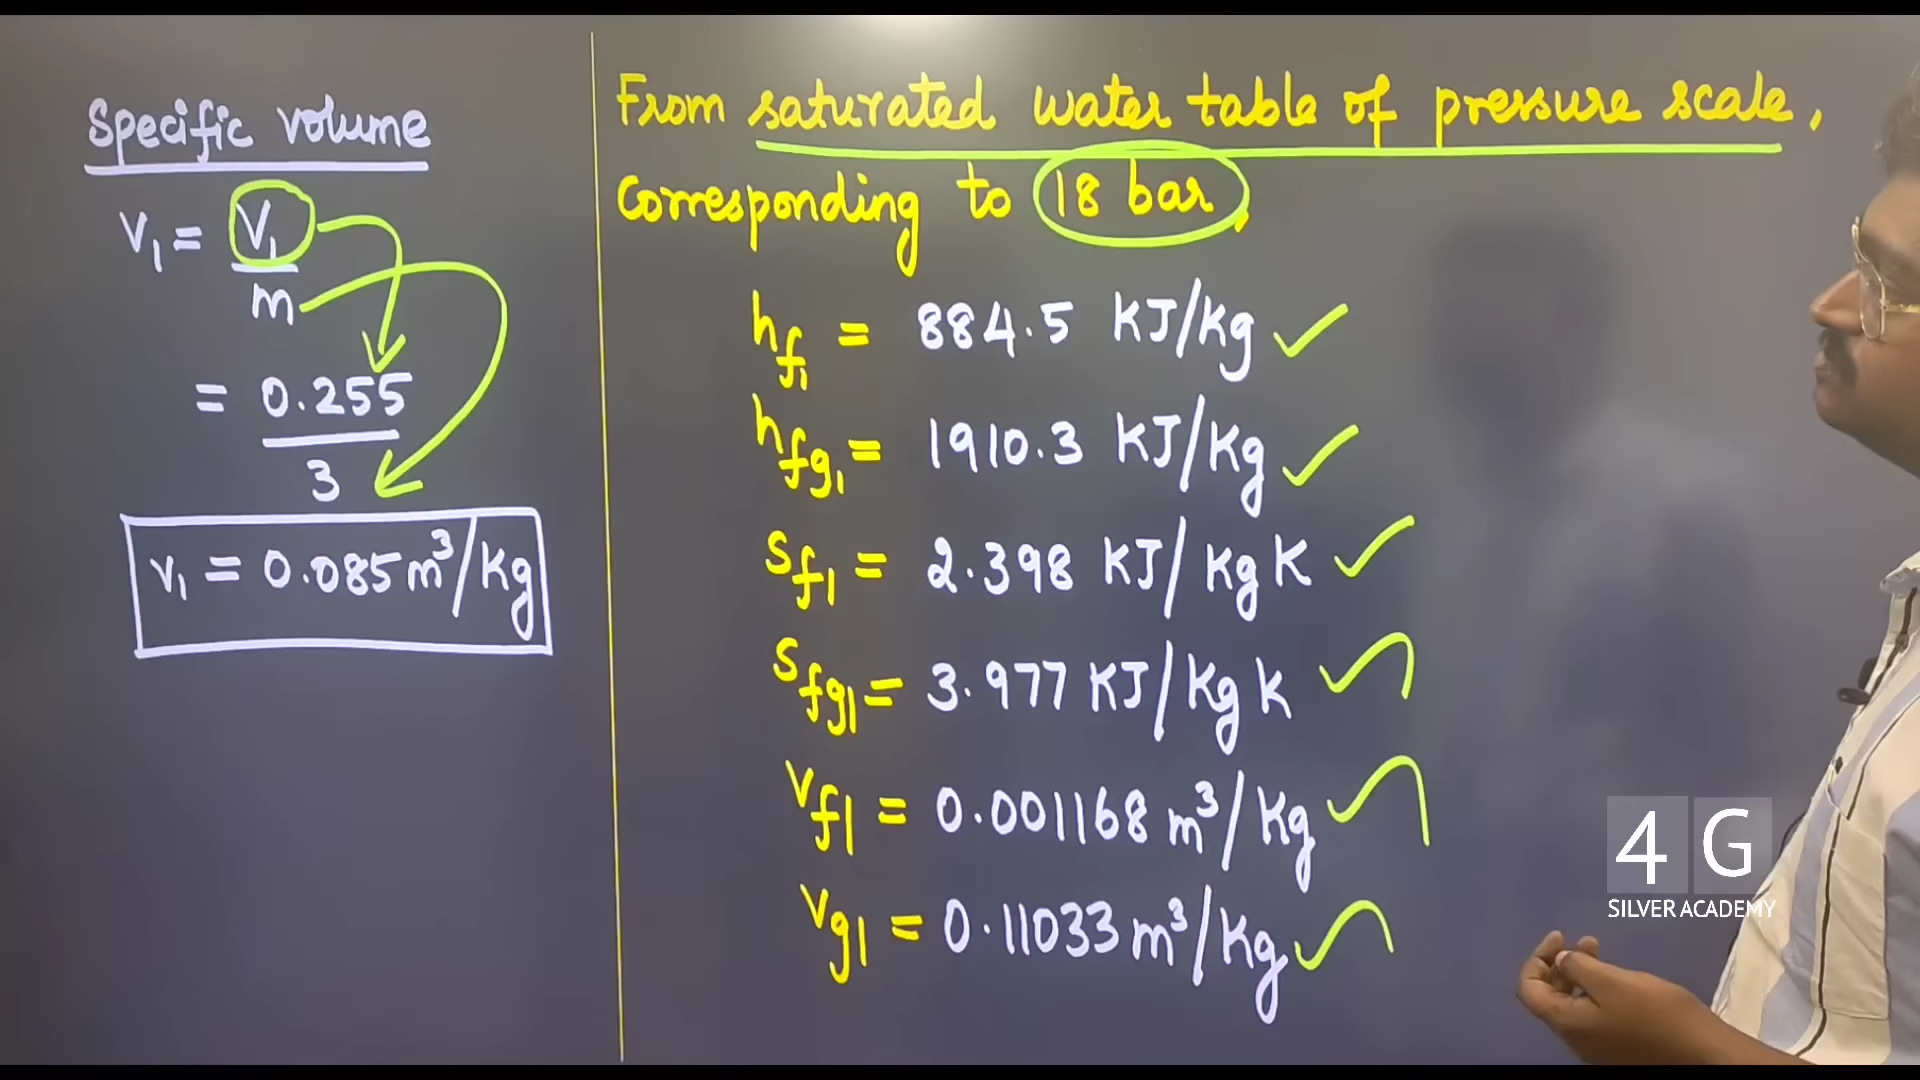 Specific volume
v₁ = V₁/m
= 0.255/3
v₁ = 0.085 m³/kg
From saturated water table of pressure scale,
Corresponding to 18 bar,
hf₁ = 884.5 KJ/Kg
hfg₁ = 1910.3 KJ/Kg
sf₁ = 2.398 KJ/Kg K
sfg₁ = 3.977 KJ/Kg K
vf₁ = 0.001168 m³/Kg
vg₁ = 0.11033 m³/Kg
4 G
SILVER ACADEMY